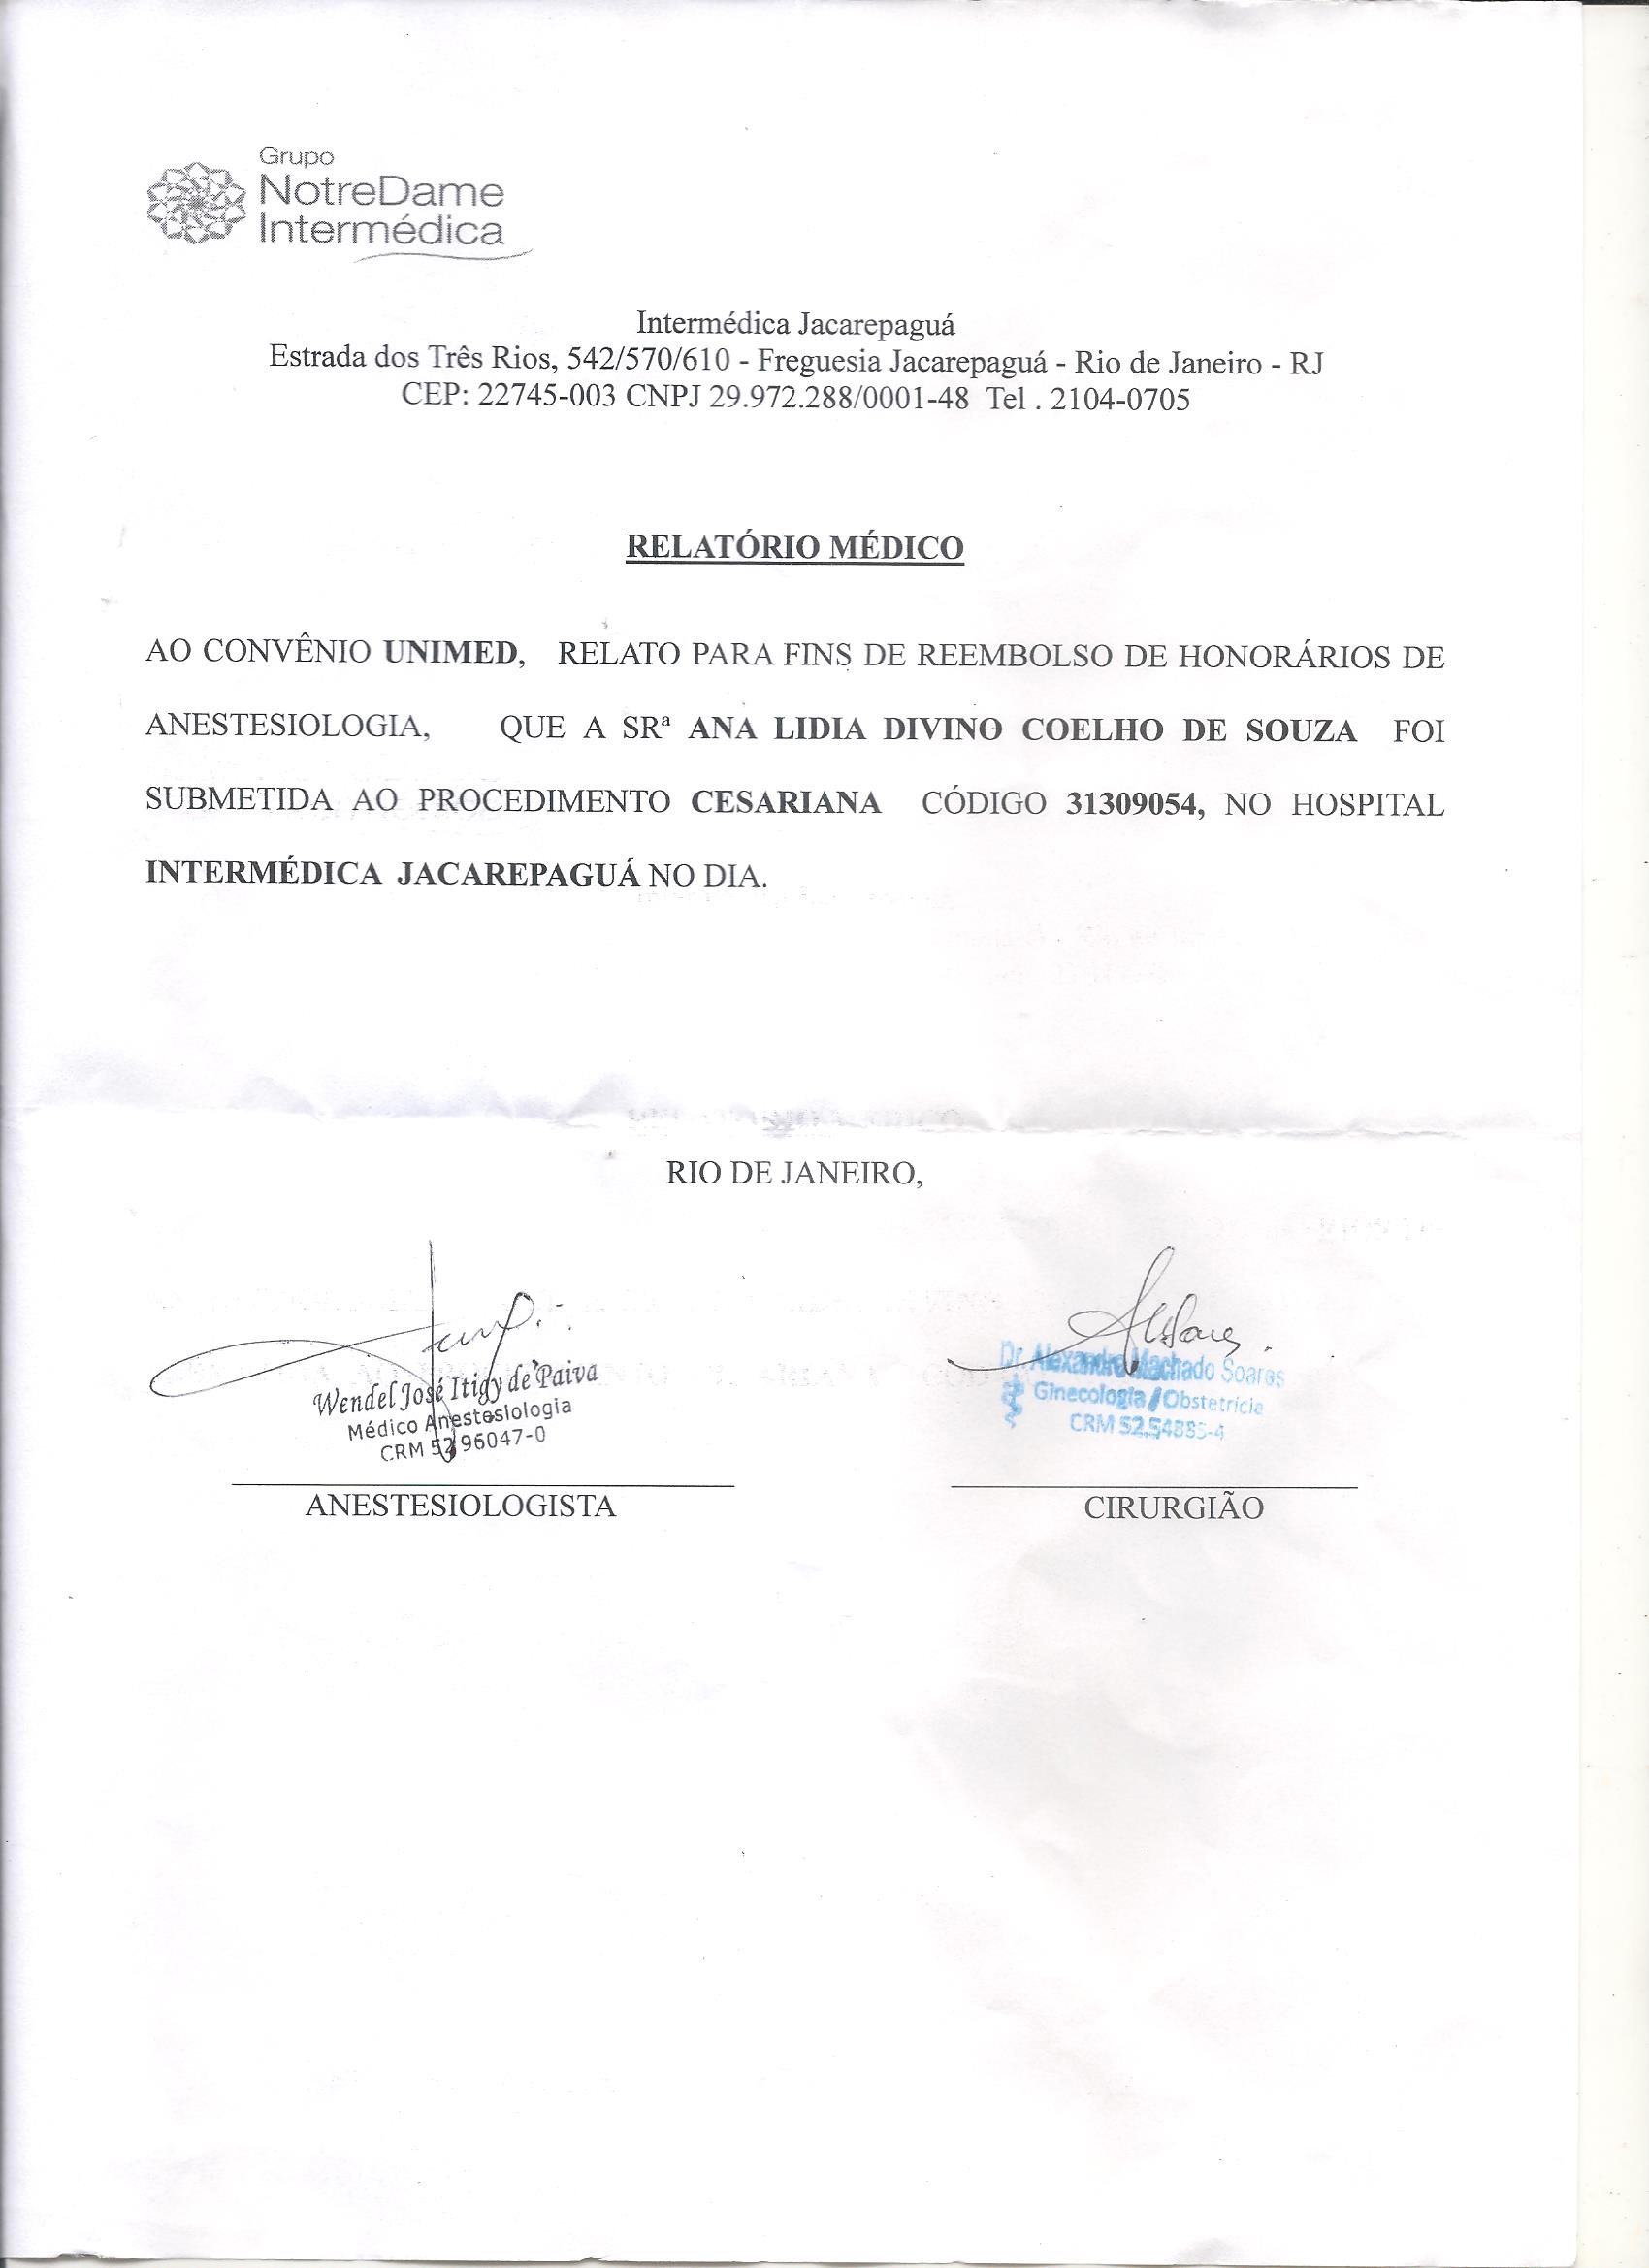 Grupo
NotreDame
Intermédica
Intermédica Jacarepaguá
Estrada dos Três Rios, 542/570/610 - Freguesia Jacarepaguá - Rio de Janeiro - RJ
CEP: 22745-003 CNPJ 29.972.288/0001-48 Tel . 2104-0705
RELATÓRIO MÉDICO
AO CONVÊNIO UNIMED, RELATO PARA FINS DE REEMBOLSO DE HONORÁRIOS DE
ANESTESIOLOGIA, QUE A SRª ANA LIDIA DIVINO COELHO DE SOUZA FOI
SUBMETIDA AO PROCEDIMENTO CESARIANA CÓDIGO 31309054, NO HOSPITAL
INTERMÉDICA JACAREPAGUÁ NO DIA.
RIO DE JANEIRO,
Wendel José Itigy de Paiva
Médico Anestesiologia
CRM 52 96047-0
ANESTESIOLOGISTA
Dr. Alexandre Machado Soares
Ginecologia/Obstetrícia
CRM
CIRURGIÃO